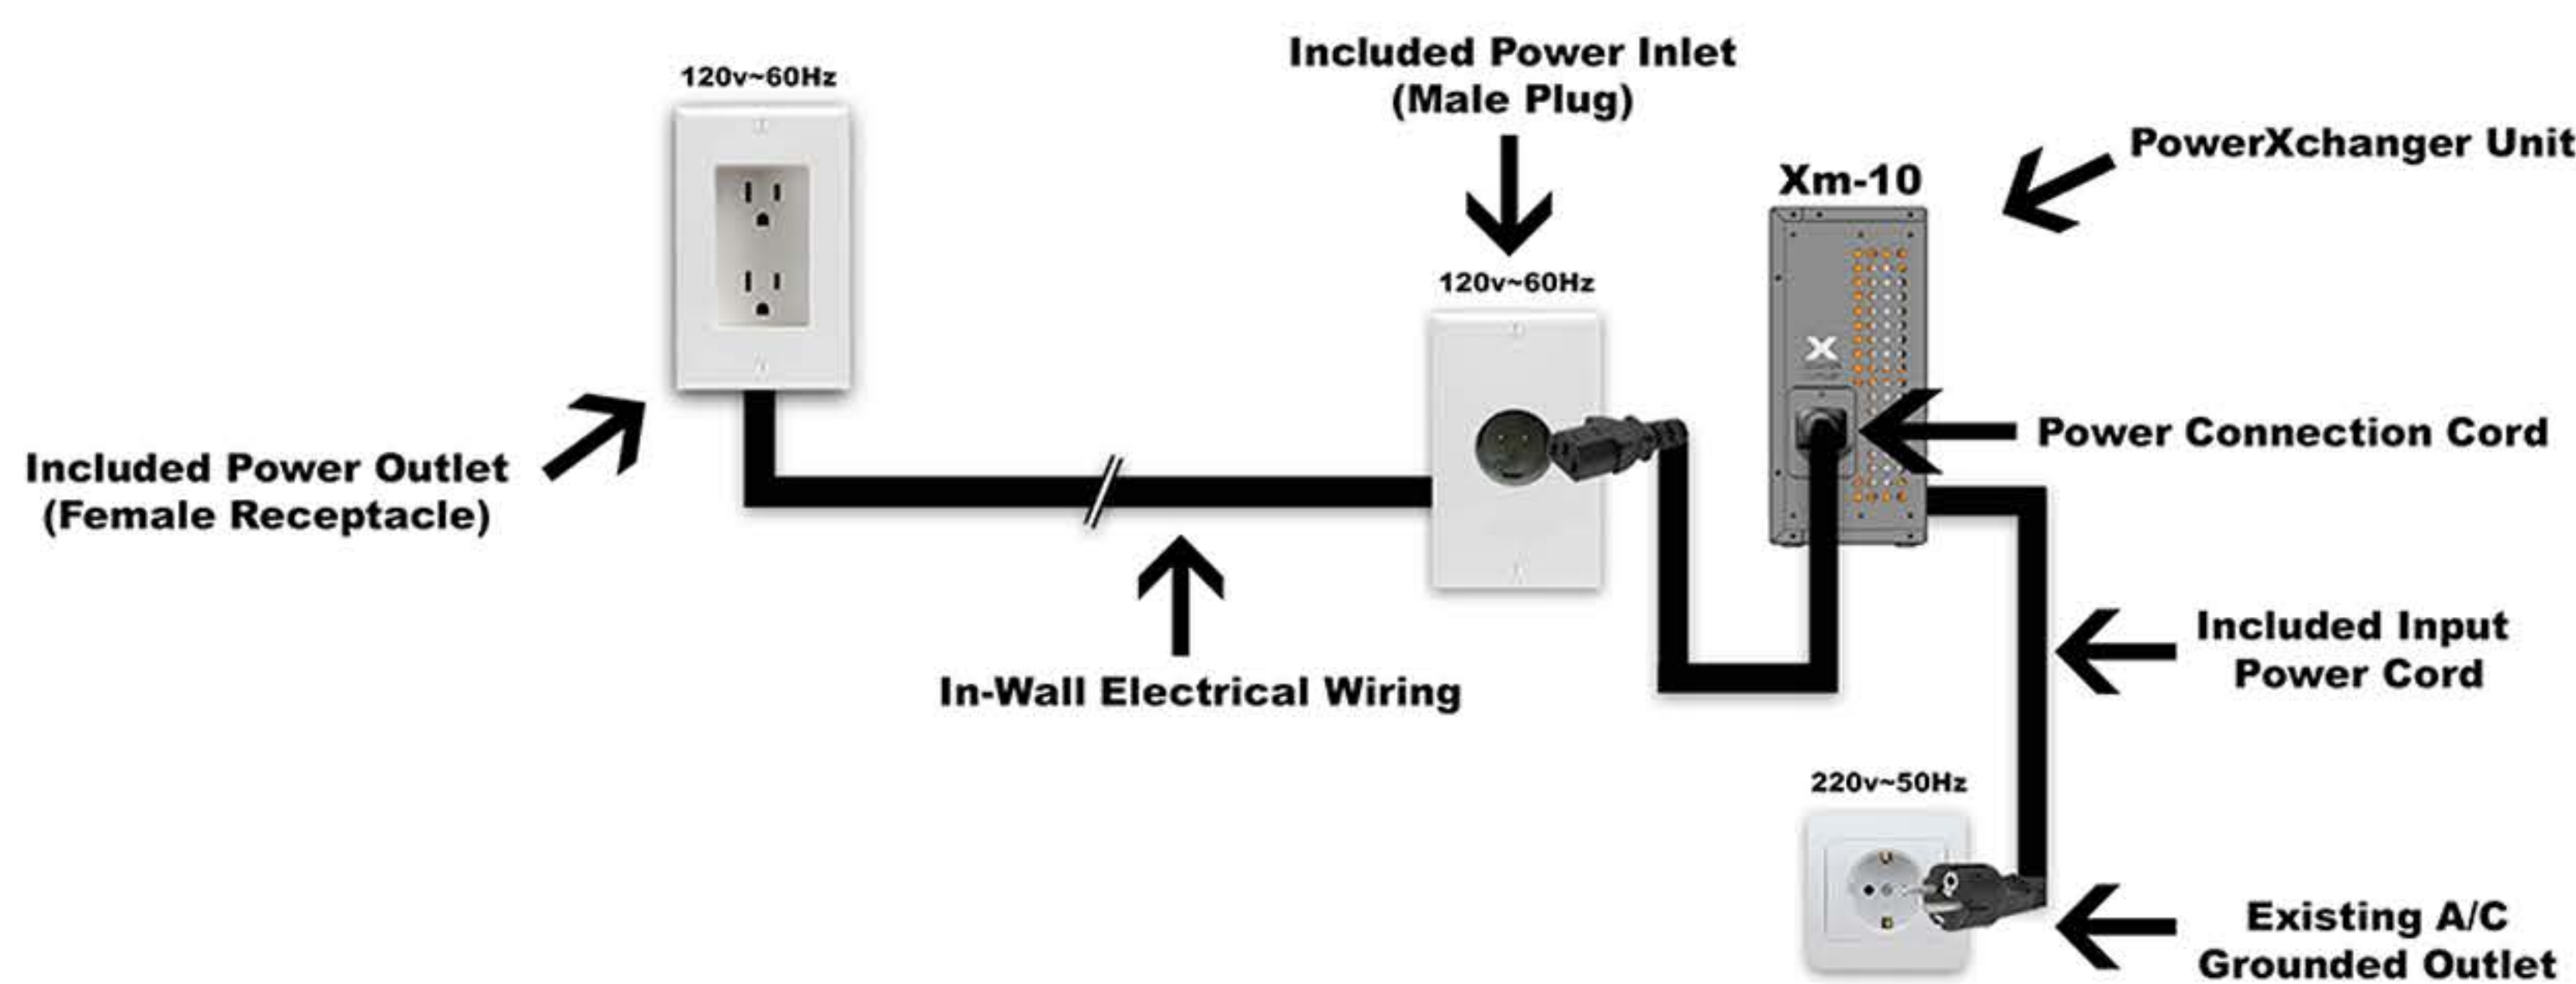 120v~60Hz
Included Power Inlet
(Male Plug)
PowerXchanger Unit
Xm-10
120v~60Hz
X
Power Connection Cord
Included Power Outlet
(Female Receptacle)
In-Wall Electrical Wiring
Included Input
Power Cord
220v~50Hz
Existing A/C
Grounded Outlet